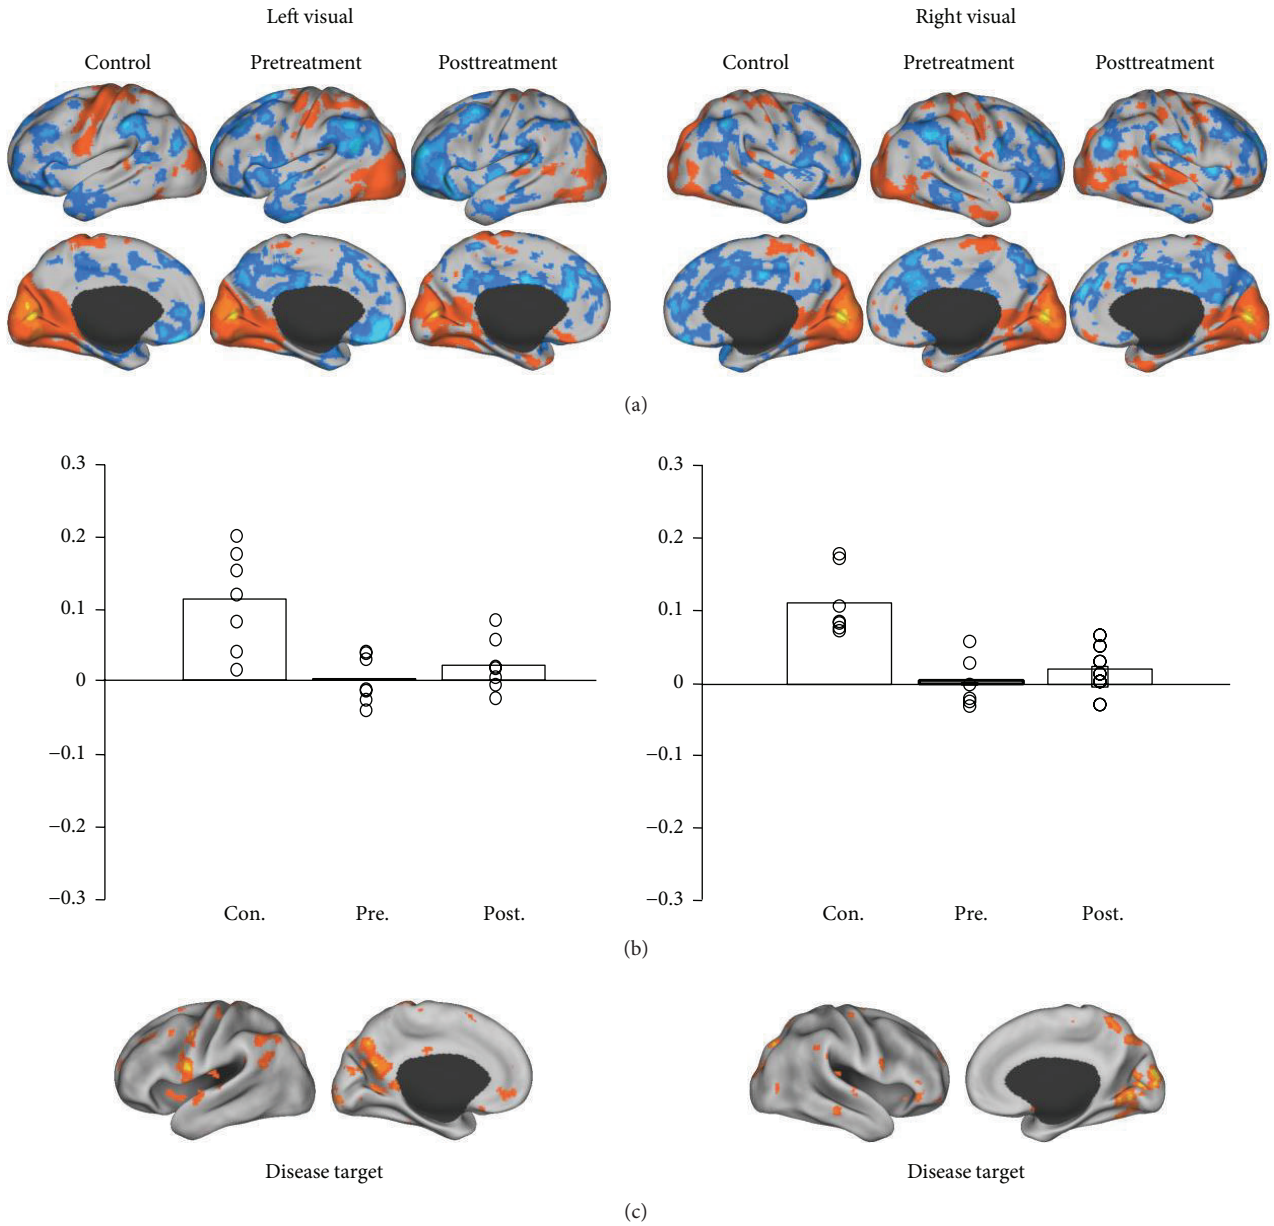 Left visual
Right visual
Control
Pretreatment
Posttreatment
Control
Pretreatment
Posttreatment
(a)
0.3
0.2
0.1
0
−0.1
−0.2
−0.3
Con.
Pre.
Post.
0.3
0.2
0.1
0
−0.1
−0.2
−0.3
Con.
Pre.
Post.
(b)
Disease target
Disease target
(c)